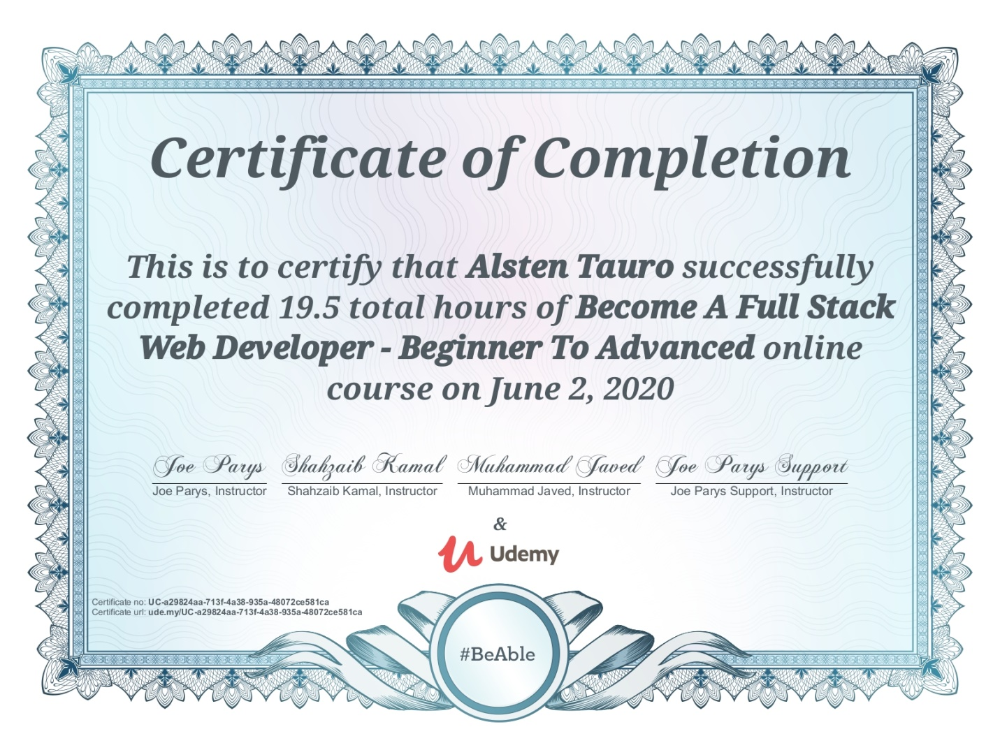 Certificate of Completion
This is to certify that Alsten Tauro successfully
completed 19.5 total hours of Become A Full Stack
Web Developer - Beginner To Advanced online
course on June 2, 2020
Joe Parys Shahzaib Kamal Muhammad Javed Joe Parys Support
Joe Parys, Instructor Shahzaib Kamal, Instructor Muhammad Javed, Instructor Joe Parys Support, Instructor
&
Udemy
Certificate no: UC-a29824aa-713f-4a38-935a-48072ce581ca
Certificate url: ude.my/UC-a29824aa-713f-4a38-935a-48072ce581ca
#BeAble